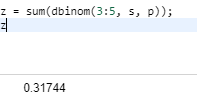 z = sum(dbinom(3:5, s, p));
z
0.31744